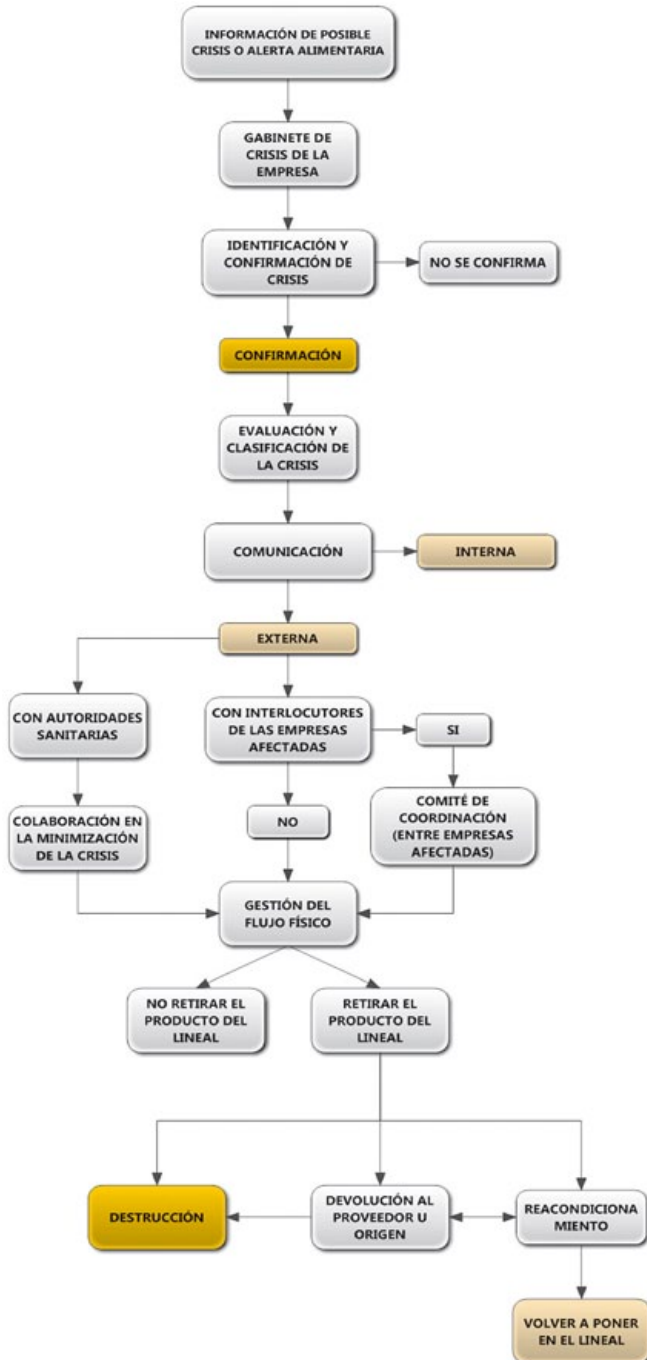 INFORMACIÓN DE POSIBLE
CRISIS O ALERTA ALIMENTARIA
GABINETE DE
CRISIS DE LA
EMPRESA
IDENTIFICACIÓN Y
CONFIRMACIÓN DE
CRISIS
NO SE CONFIRMA
CONFIRMACIÓN
EVALUACIÓN Y
CLASIFICACIÓN DE
LA CRISIS
COMUNICACIÓN
INTERNA
EXTERNA
CON AUTORIDADES
SANITARIAS
CON INTERLOCUTORES
DE LAS EMPRESAS
AFECTADAS
SI
COLABORACIÓN EN
LA MINIMIZACIÓN
DE LA CRISIS
NO
COMITÉ DE
COORDINACIÓN
(ENTRE EMPRESAS
AFECTADAS)
GESTIÓN DEL
FLUJO FÍSICO
NO RETIRAR EL
PRODUCTO DEL
LINEAL
RETIRAR EL
PRODUCTO DEL
LINEAL
DESTRUCCIÓN
DEVOLUCIÓN AL
PROVEEDOR U
ORIGEN
REACONDICIONA
MIENTO
VOLVER A PONER
EN EL LINEAL